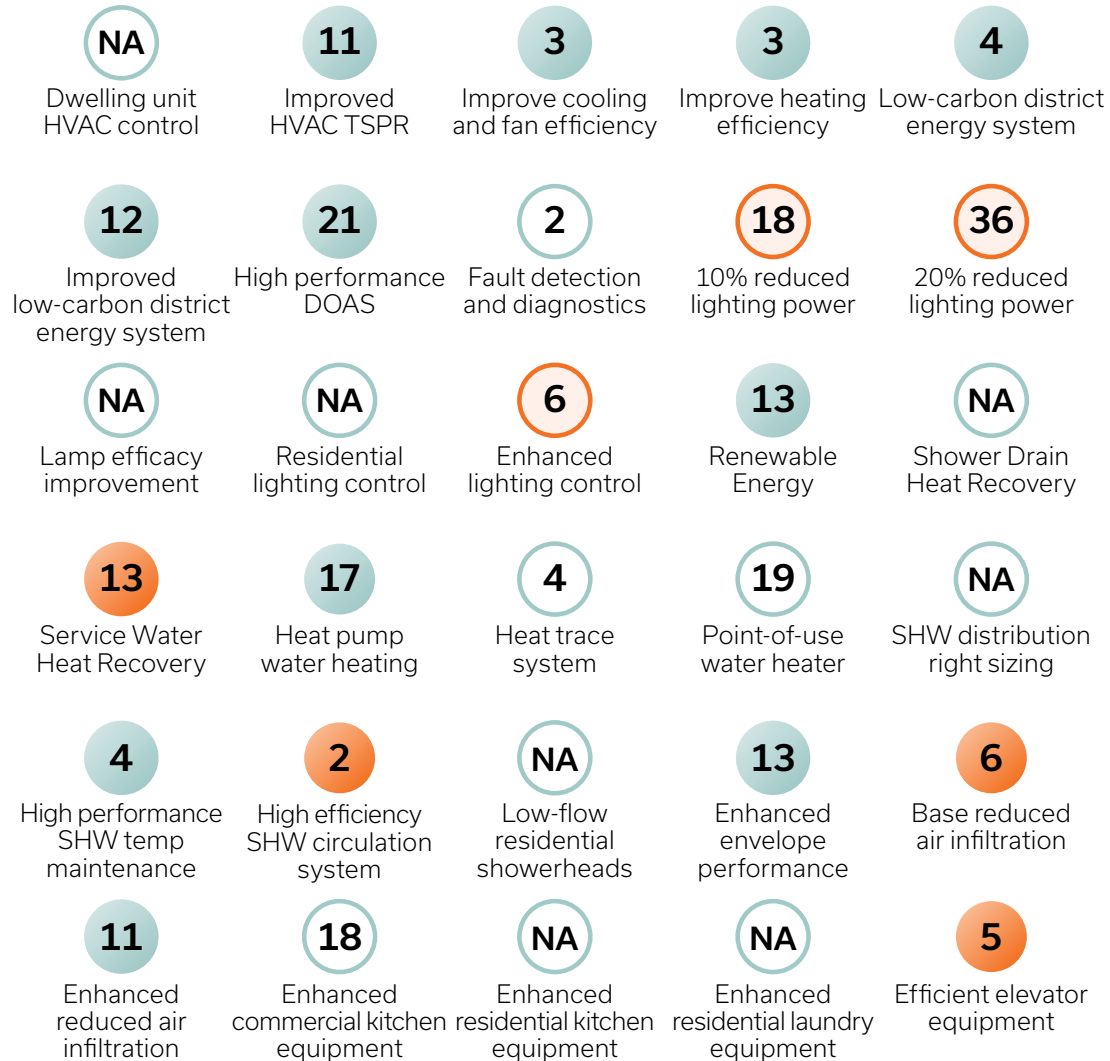 NA
Dwelling unit
HVAC control
11
Improved
HVAC TSPR
3
Improve cooling
and fan efficiency
3
Improve heating
efficiency
4
Low-carbon district
energy system
12
Improved
low-carbon district
energy system
21
High performance
DOAS
2
Fault detection
and diagnostics
18
10% reduced
lighting power
36
20% reduced
lighting power
NA
Lamp efficacy
improvement
NA
Residential
lighting control
6
Enhanced
lighting control
13
Renewable
Energy
NA
Shower Drain
Heat Recovery
13
Service Water
Heat Recovery
17
Heat pump
water heating
4
Heat trace
system
19
Point-of-use
water heater
NA
SHW distribution
right sizing
4
High performance
SHW temp
maintenance
2
High efficiency
SHW circulation
system
NA
Low-flow
residential
showerheads
13
Enhanced
envelope
performance
6
Base reduced
air infiltration
11
Enhanced
reduced air
infiltration
18
Enhanced
commercial kitchen
equipment
NA
Enhanced
residential kitchen
equipment
NA
Enhanced
residential laundry
equipment
5
Efficient elevator
equipment